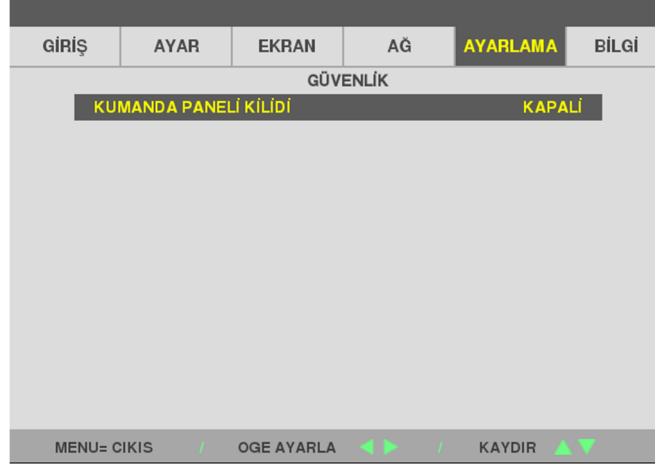 GİRİŞ AYAR EKRAN AĞ AYARLAMA BİLGİ
GÜVENLİK
KUMANDA PANELİ KİLİDİ KAPALİ
MENU= CIKIS / OGE AYARLA ◀ ▶ / KAYDIR ▲ ▼